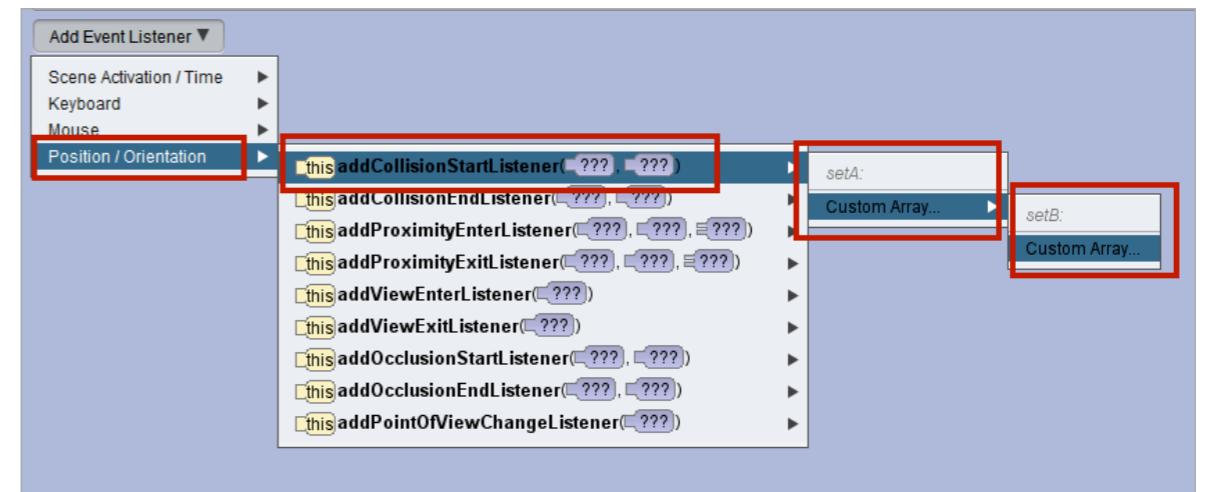 Add Event Listener ▼
Scene Activation / Time
Keyboard
Mouse
Position / Orientation
this addCollisionStartListener( ??? , ??? )
this addCollisionEndListener( ??? , ??? )
this addProximityEnterListener( ??? , ??? , ??? )
this addProximityExitListener( ??? , ??? , ??? )
this addViewEnterListener( ??? )
this addViewExitListener( ??? )
this addOcclusionStartListener( ??? , ??? )
this addOcclusionEndListener( ??? , ??? )
this addPointOfViewChangeListener( ??? )
setA:
Custom Array...
setB:
Custom Array...